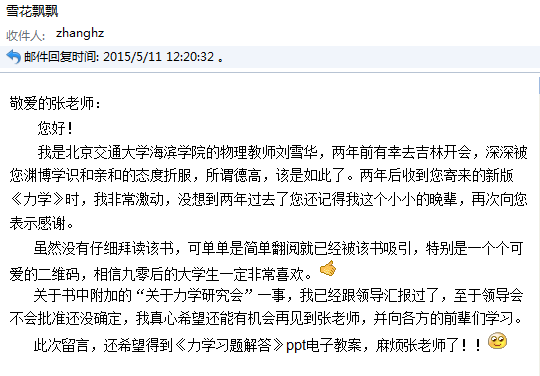 雪花飘飘
收件人: zhanghz
邮件回复时间: 2015/5/11 12:20:32 。
敬爱的张老师：
您好！
我是北京交通大学海滨学院的物理教师刘雪华，两年前有幸去吉林开会，深深被
您渊博学识和亲和的态度折服，所谓德高，该是如此了。两年后收到您寄来的新版
《力学》时，我非常激动，没想到两年过去了您还记得我这个小小的晚辈，再次向您
表示感谢。
虽然没有仔细拜读该书，可单单是简单翻阅就已经被该书吸引，特别是一个个可
爱的二维码，相信九零后的大学生一定非常喜欢。
关于书中附加的“关于力学研究会”一事，我已经跟领导汇报过了，至于领导会
不会批准还没确定，我真心希望还能有机会再见到张老师，并向各方的前辈们学习。
此次留言，还希望得到《力学习题解答》ppt电子教案，麻烦张老师了！！